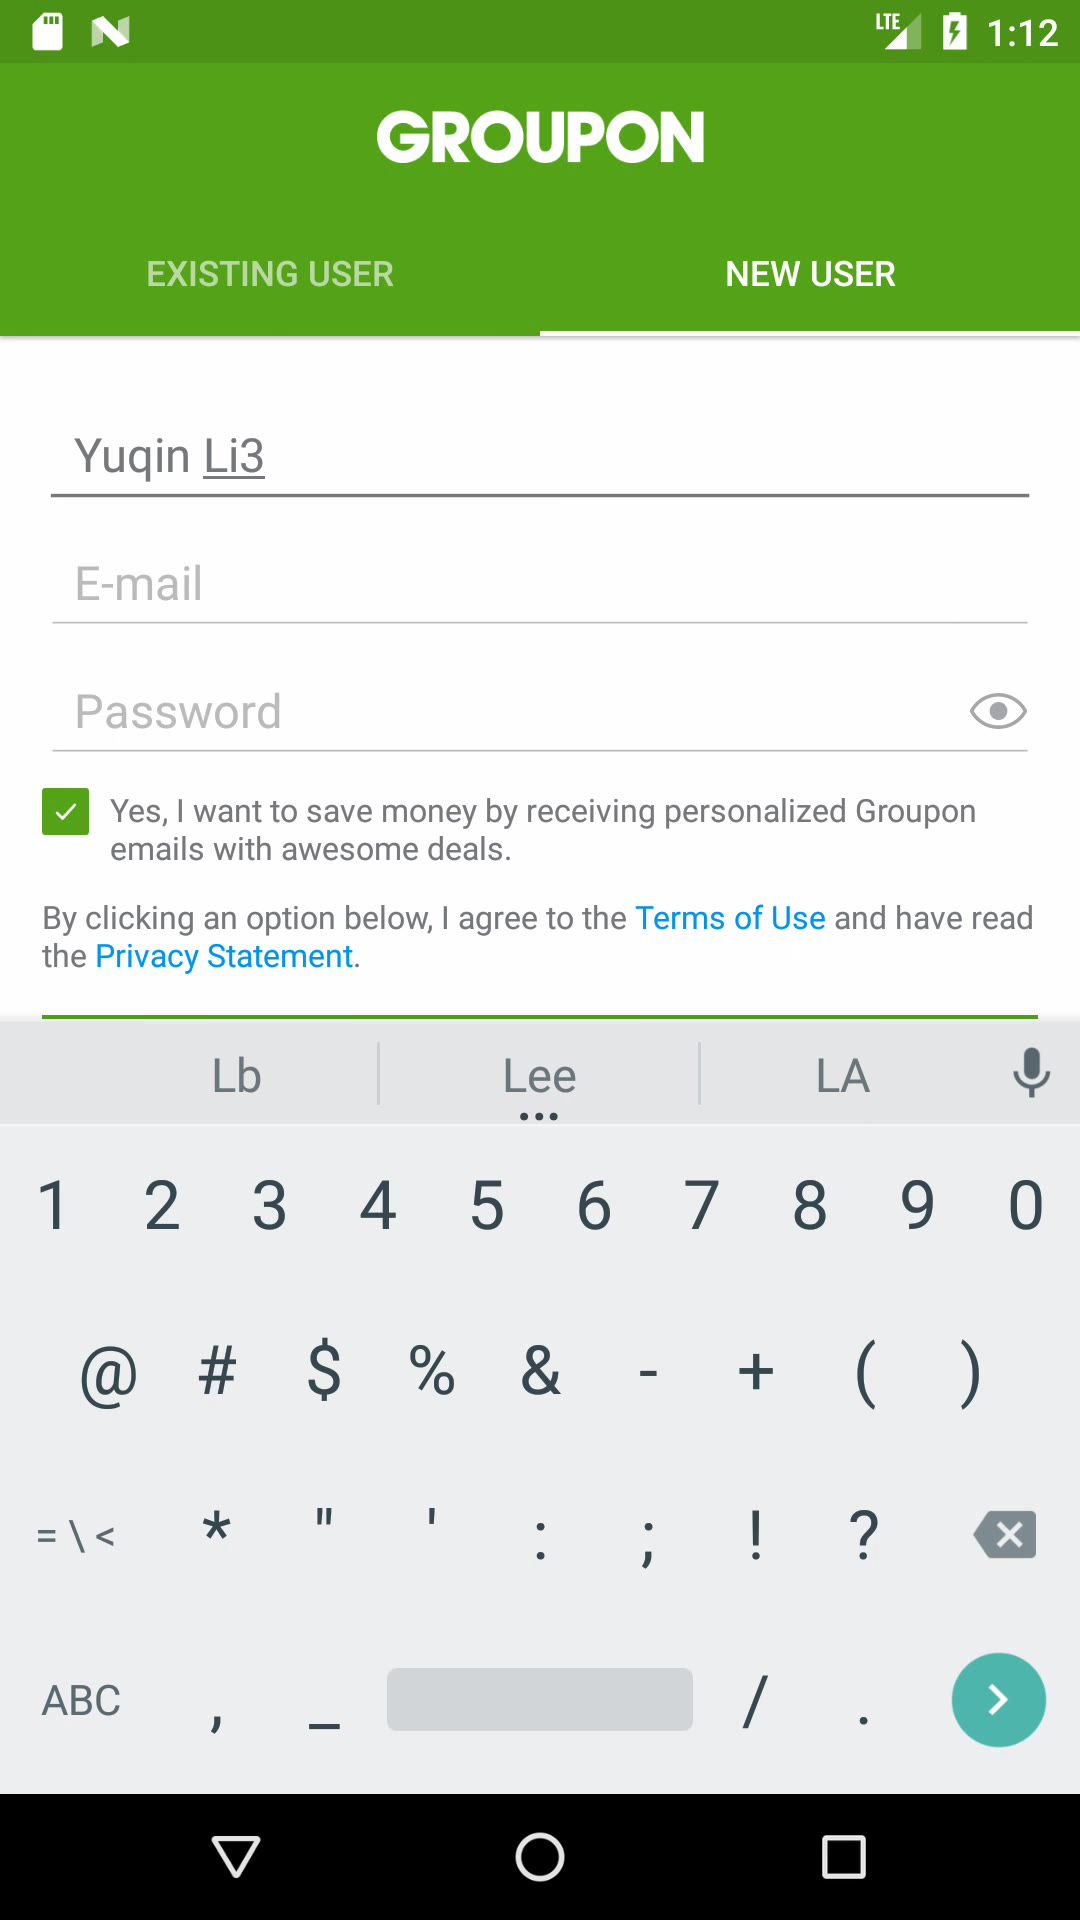 LTE 1:12
GROUPON
EXISTING USER NEW USER
Yuqin Li3
E-mail
Password
Yes, I want to save money by receiving personalized Groupon
emails with awesome deals.
By clicking an option below, I agree to the Terms of Use and have read
the Privacy Statement.
Lb Lee LA
1 2 3 4 5 6 7 8 9 0
@ # $ % & - + ( )
= \ < * " ' : ; ! ?
ABC , _ / .